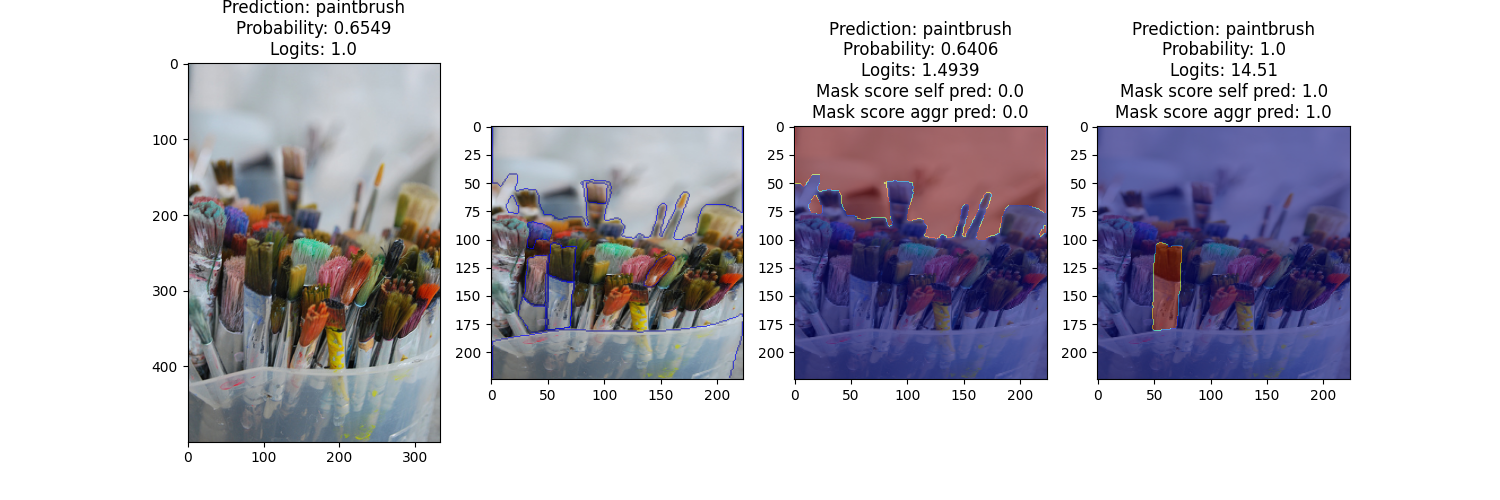 Prediction: paintbrush
Probability: 0.6549
Logits: 1.0
0
100
200
300
400
0 100 200 300
0
25
50
75
100
125
150
175
200
0 50 100 150 200
Prediction: paintbrush
Probability: 0.6406
Logits: 1.4939
Mask score self pred: 0.0
Mask score aggr pred: 0.0
0
25
50
75
100
125
150
175
200
0 50 100 150 200
Prediction: paintbrush
Probability: 1.0
Logits: 14.51
Mask score self pred: 1.0
Mask score aggr pred: 1.0
0
25
50
75
100
125
150
175
200
0 50 100 150 200